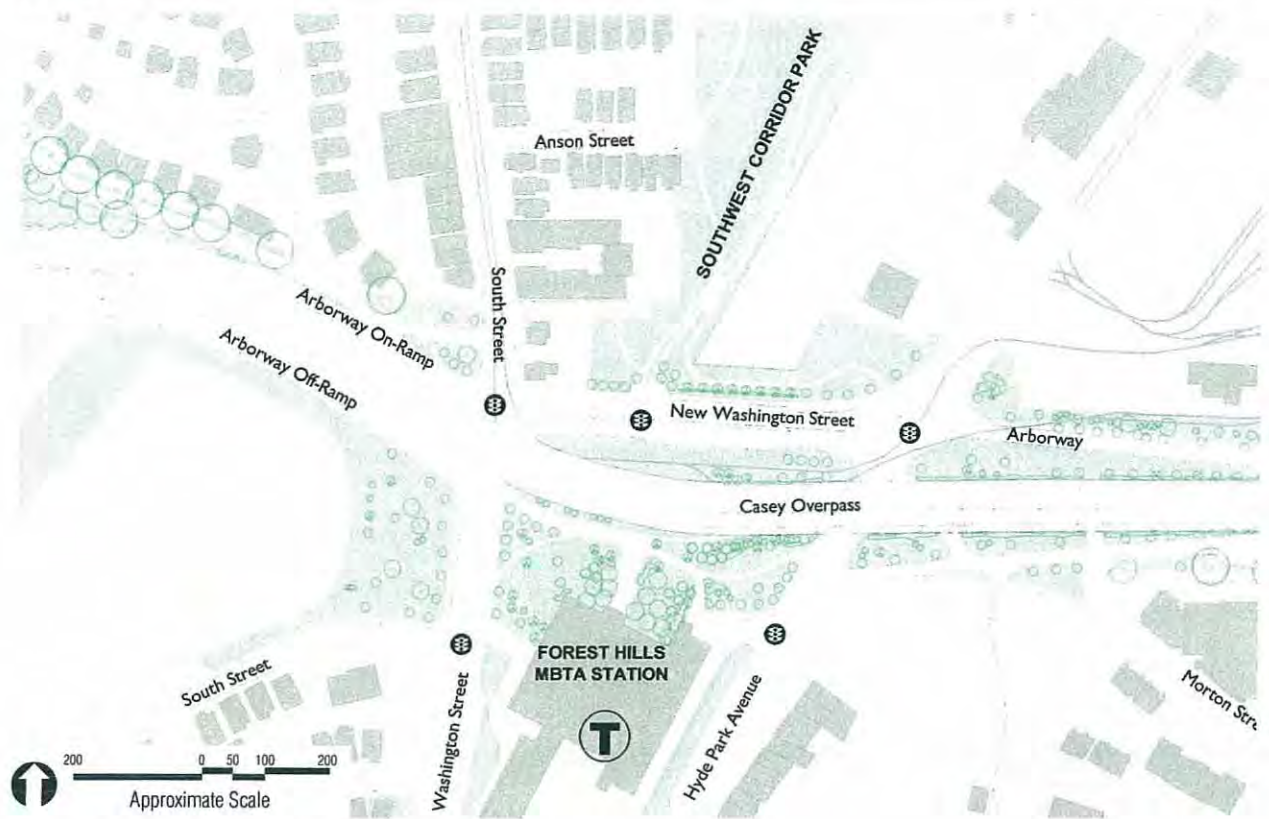 SOUTHWEST CORRIDOR PARK
Anson Street
South Street
Arborway On-Ramp
Arborway Off-Ramp
New Washington Street
Arborway
Casey Overpass
FOREST HILLS
MBTA STATION
T
South Street
Washington Street
Hyde Park Avenue
Morton Stre
200 0 50 100 200
Approximate Scale